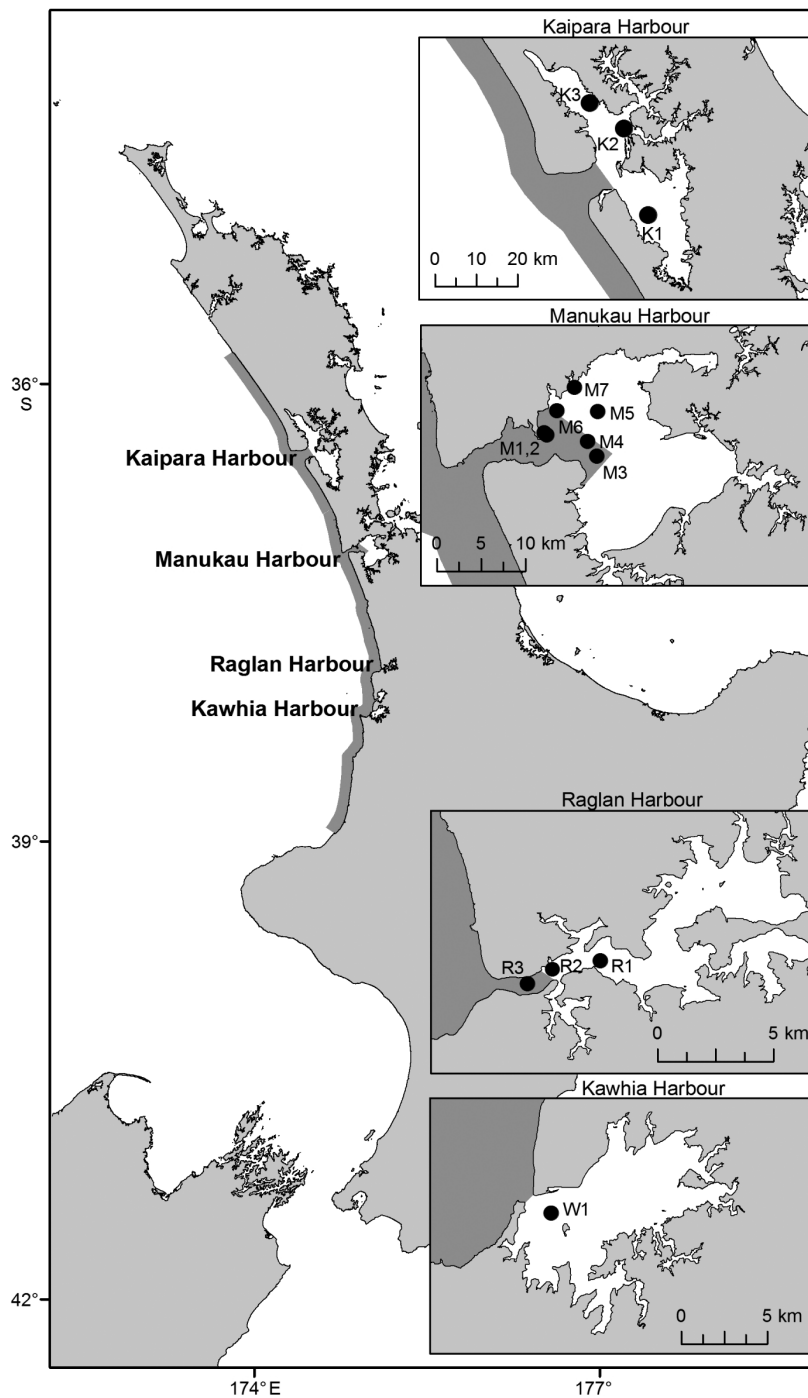 Kaipara Harbour
K3
K2
K1
0 10 20 km
Manukau Harbour
M7
M5
M6
M4
M1,2
M3
0 5 10 km
36°
S
Kaipara Harbour
Manukau Harbour
Raglan Harbour
Kawhia Harbour
39°
Raglan Harbour
R3
R2
R1
0 5 km
Kawhia Harbour
W1
0 5 km
42°
174°E
177°